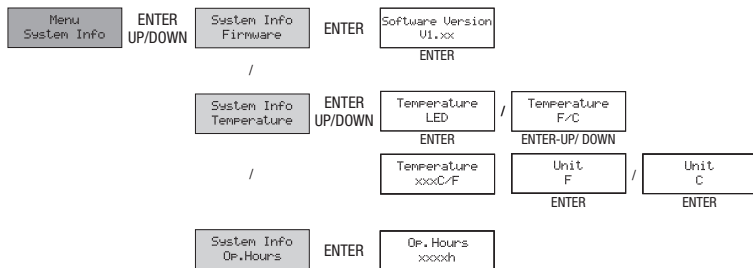 Menu
System Info
ENTER
UP/DOWN
System Info
Firmware
ENTER
Software Version
V1.xx
ENTER
/
System Info
Temperature
ENTER
UP/DOWN
Temperature
LED
ENTER
/
Temperature
F/C
ENTER-UP/ DOWN
/
Temperature
xxxC/F
Unit
F
ENTER
/
Unit
C
ENTER
System Info
Op.Hours
ENTER
Op.Hours
xxxxh